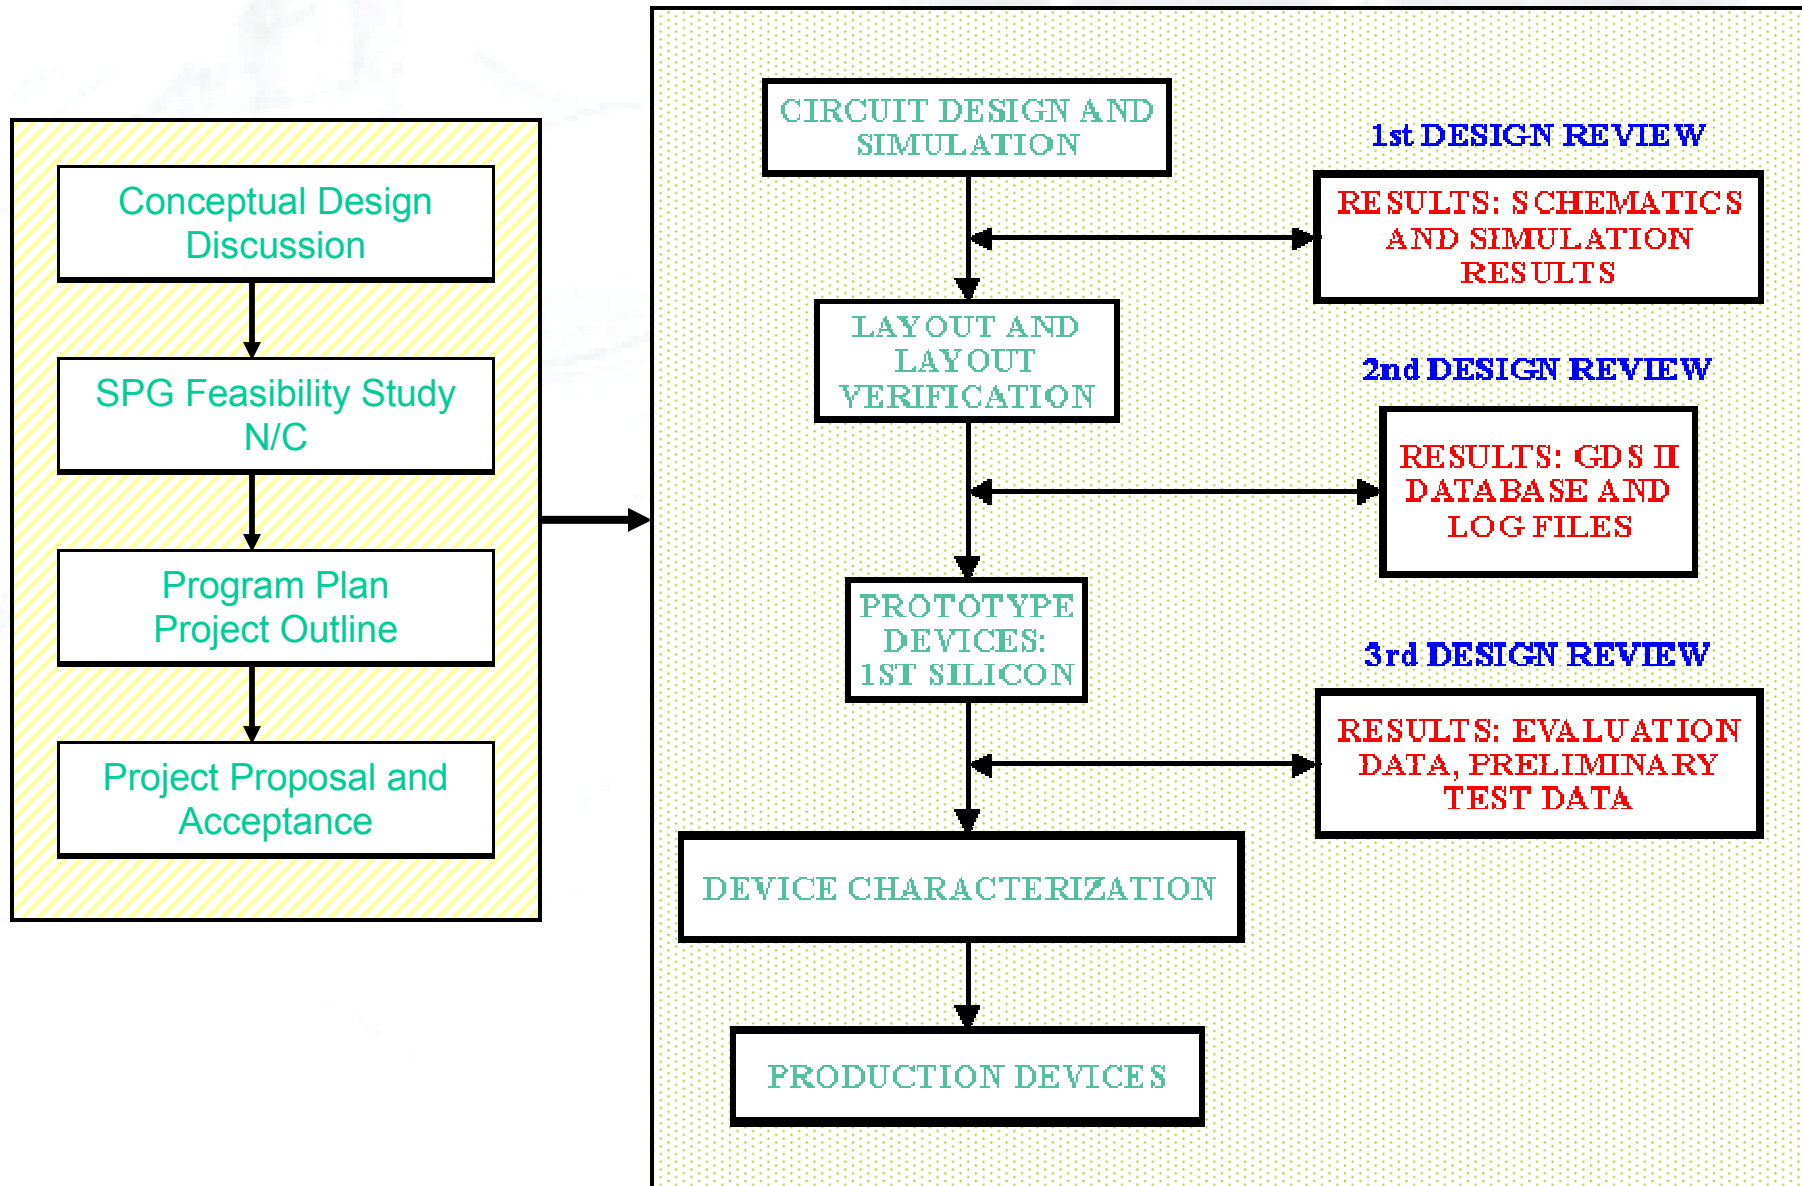 Conceptual Design
Discussion
SPG Feasibility Study
N/C
Program Plan
Project Outline
Project Proposal and
Acceptance
CIRCUIT DESIGN AND
SIMULATION
1st DESIGN REVIEW
RESULTS: SCHEMATICS
AND SIMULATION
RESULTS
LAYOUT AND
LAYOUT
VERIFICATION
2nd DESIGN REVIEW
RESULTS: GDS II
DATABASE AND
LOG FILES
PROTOTYPE
DEVICES:
1ST SILICON
3rd DESIGN REVIEW
RESULTS: EVALUATION
DATA, PRELIMINARY
TEST DATA
DEVICE CHARACTERIZATION
PRODUCTION DEVICES